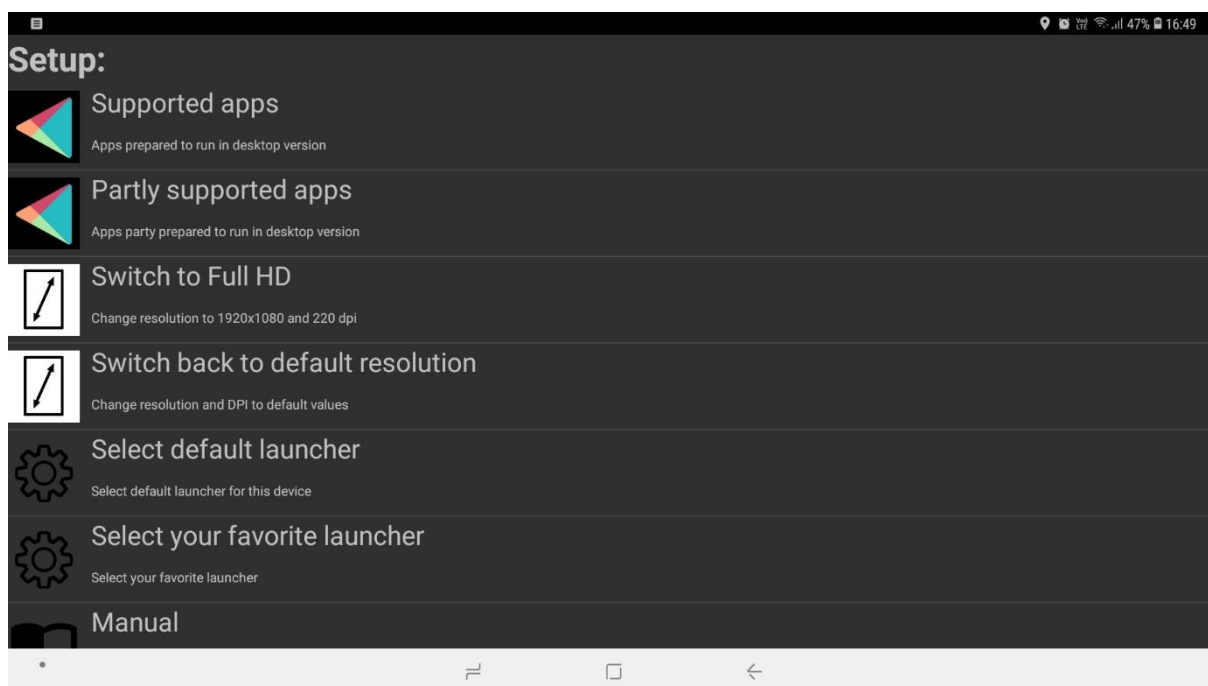 Vo) LTE 47% 16:49
Setup:
Supported apps
Apps prepared to run in desktop version
Partly supported apps
Apps party prepared to run in desktop version
Switch to Full HD
Change resolution to 1920x1080 and 220 dpi
Switch back to default resolution
Change resolution and DPI to default values
Select default launcher
Select default launcher for this device
Select your favorite launcher
Select your favorite launcher
Manual